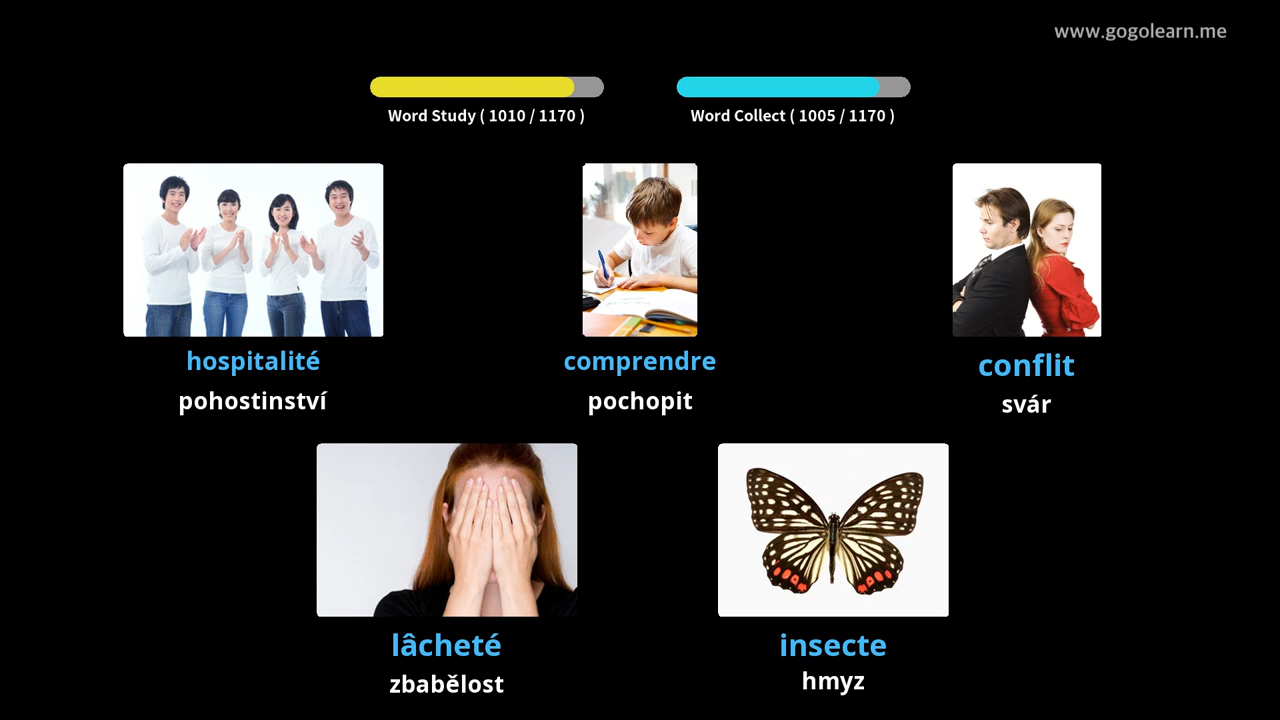 www.gogolearn.me
Word Study ( 1010 / 1170 )
Word Collect ( 1005 / 1170 )
hospitalité
pohostinství
comprendre
pochopit
conflit
svár
lâcheté
zbabělost
insecte
hmyz